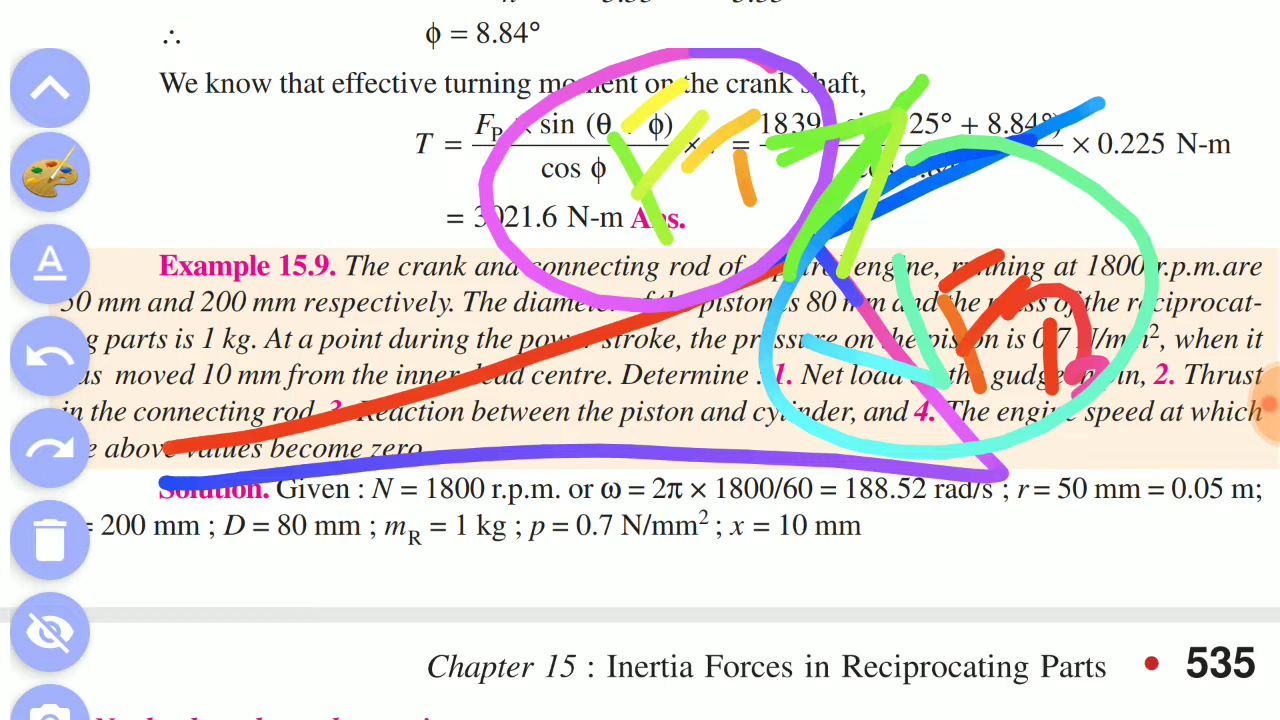 ∴ ϕ = 8.84°
We know that effective turning moment on the crank shaft,
T = F_P × sin (θ + ϕ) / cos ϕ × = 1839 25° + 8.84°) / × 0.225 N-m
= 3021.6 N-m Ans.
Example 15.9. The crank and connecting rod of a petrol engine, running at 1800 r.p.m.are
50 mm and 200 mm respectively. The diameter of the piston is 80 mm and the mass of the reciprocat-
g parts is 1 kg. At a point during the power stroke, the pressure on the piston is 0.7 N/mm², when it
as moved 10 mm from the inner dead centre. Determine : 1. Net load on the gudgeon pin, 2. Thrust
in the connecting rod, 3. Reaction between the piston and cylinder, and 4. The engine speed at which
e above values become zero.
Solution. Given : N = 1800 r.p.m. or ω = 2π × 1800/60 = 188.52 rad/s ; r = 50 mm = 0.05 m;
= 200 mm ; D = 80 mm ; m_R = 1 kg ; p = 0.7 N/mm² ; x = 10 mm
Chapter 15 : Inertia Forces in Reciprocating Parts • 535